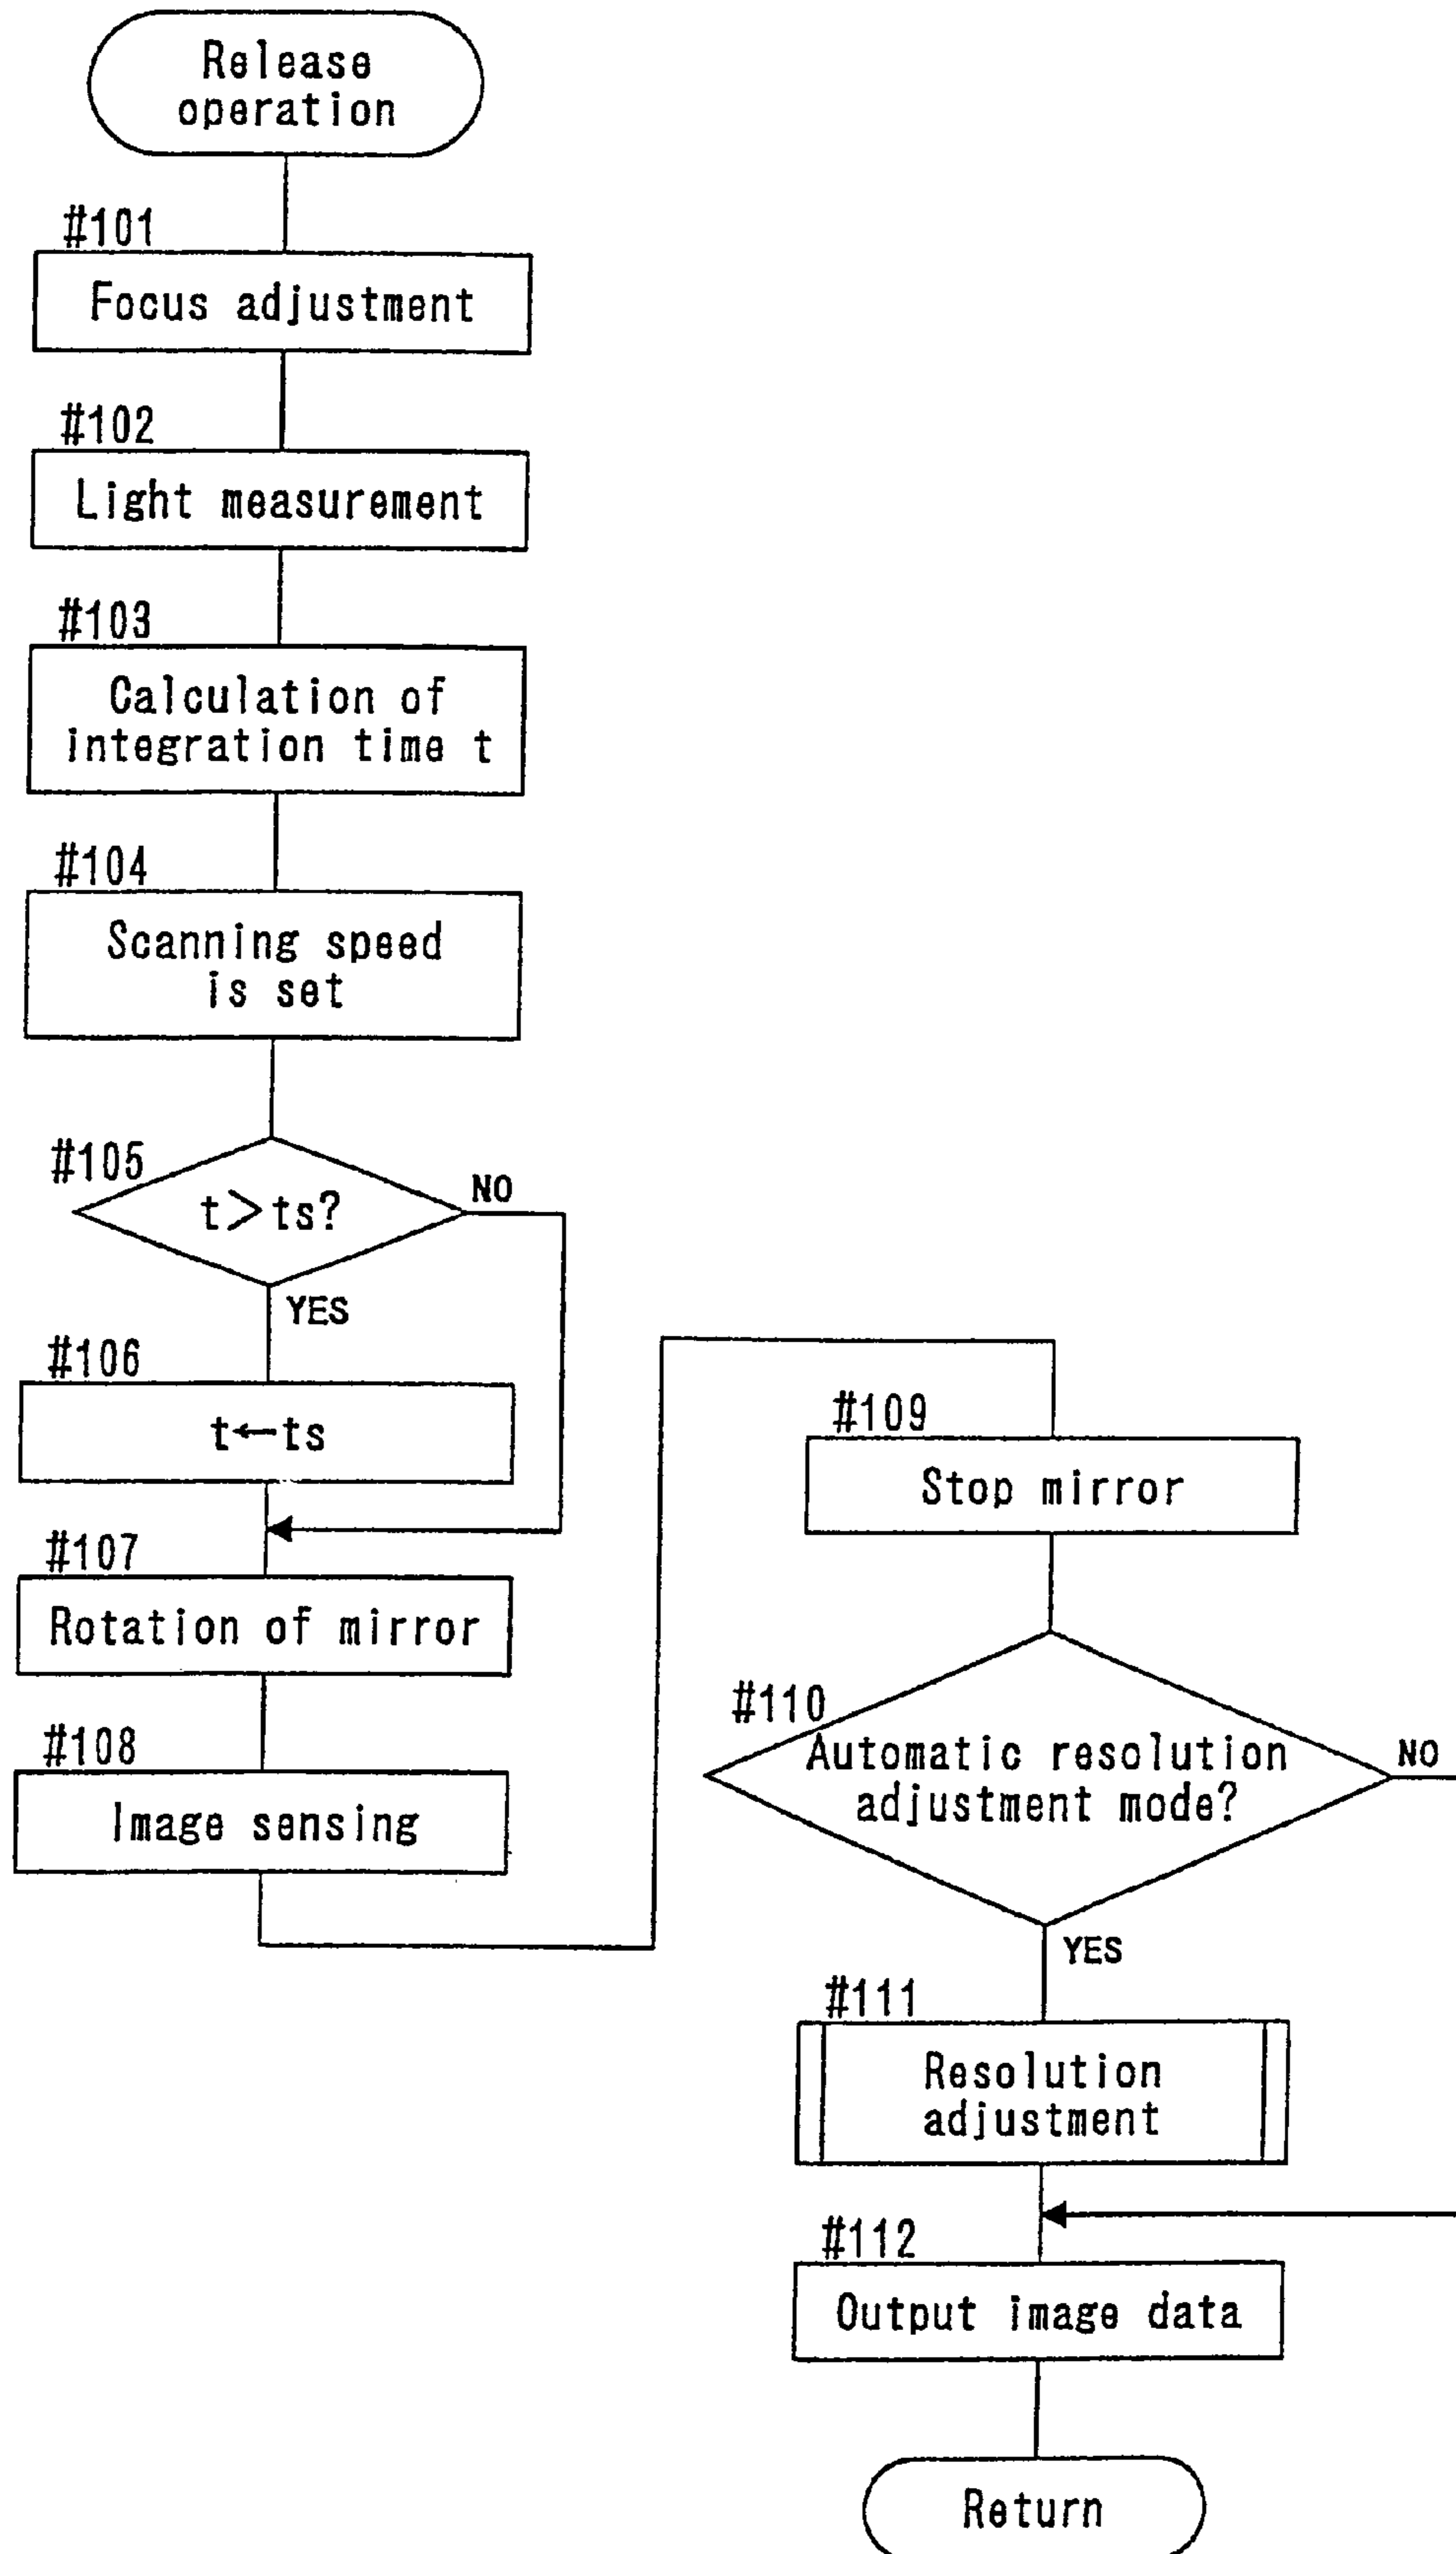 Release
operation
#101
Focus adjustment
#102
Light measurement
#103
Calculation of
integration time t
#104
Scanning speed
is set
#105
t>ts?
NO
YES
#106
t←ts
#107
Rotation of mirror
#108
Image sensing
#109
Stop mirror
#110
Automatic resolution
adjustment mode?
NO
YES
#111
Resolution
adjustment
#112
Output image data
Return